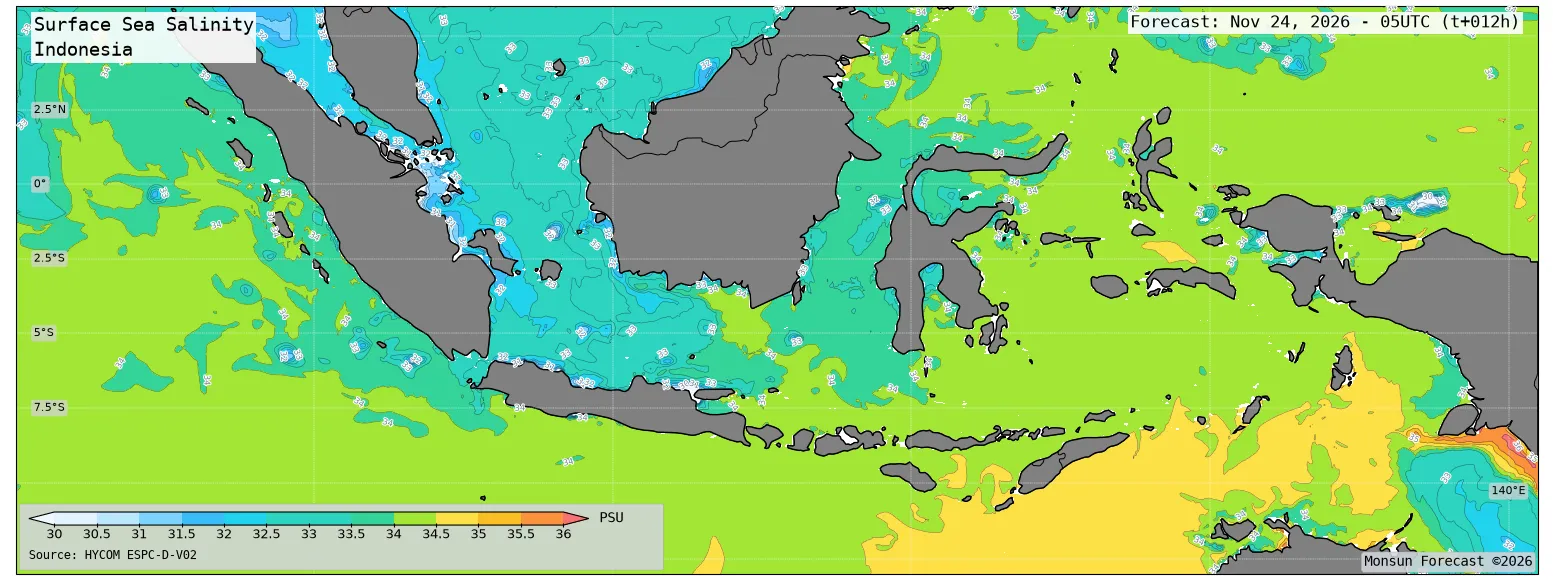 Surface Sea Salinity
Indonesia
Forecast: Nov 24, 2026 - 05UTC (t+012h)
2.5°N
0°
2.5°S
5°S
7.5°S
140°E
30 30.5 31 31.5 32 32.5 33 33.5 34 34.5 35 35.5 36 PSU
Source: HYCOM ESPC-D-V02
Monsun Forecast ©2026